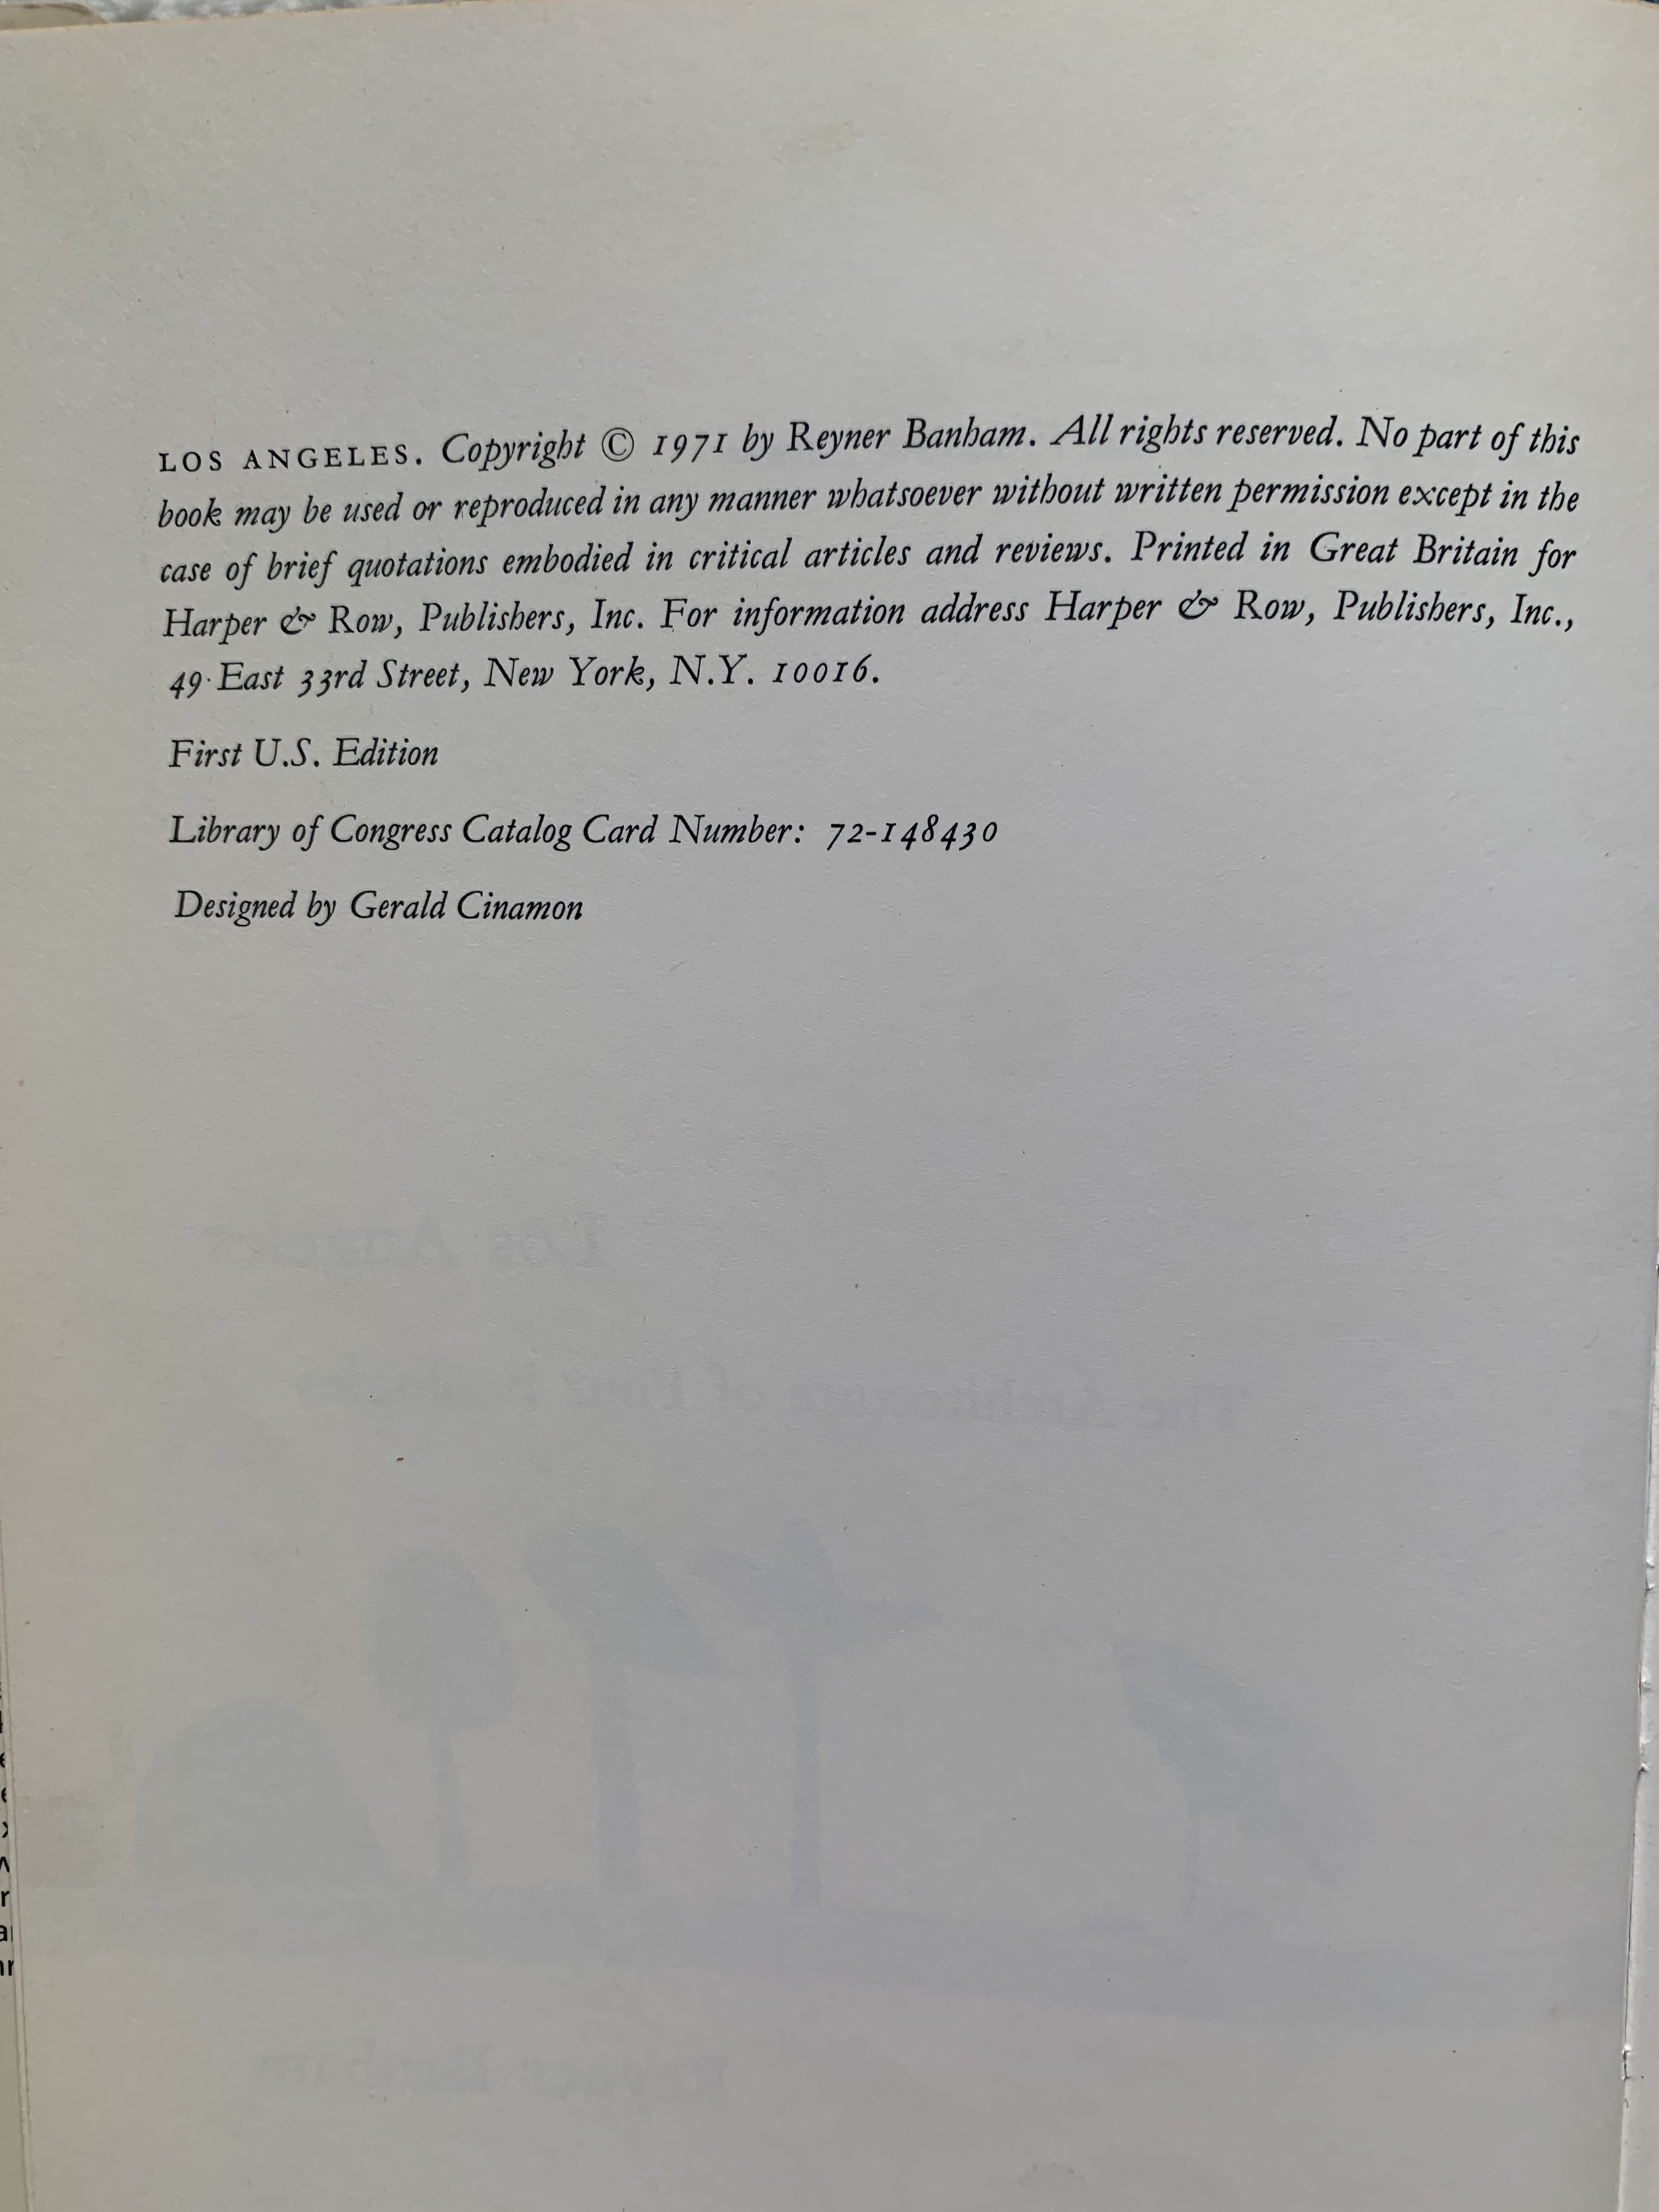 LOS ANGELES. Copyright © 1971 by Reyner Banham. All rights reserved. No part of this
book may be used or reproduced in any manner whatsoever without written permission except in the
case of brief quotations embodied in critical articles and reviews. Printed in Great Britain for
Harper & Row, Publishers, Inc. For information address Harper & Row, Publishers, Inc.,
49 East 33rd Street, New York, N.Y. 10016.
First U.S. Edition
Library of Congress Catalog Card Number: 72-148430
Designed by Gerald Cinamon